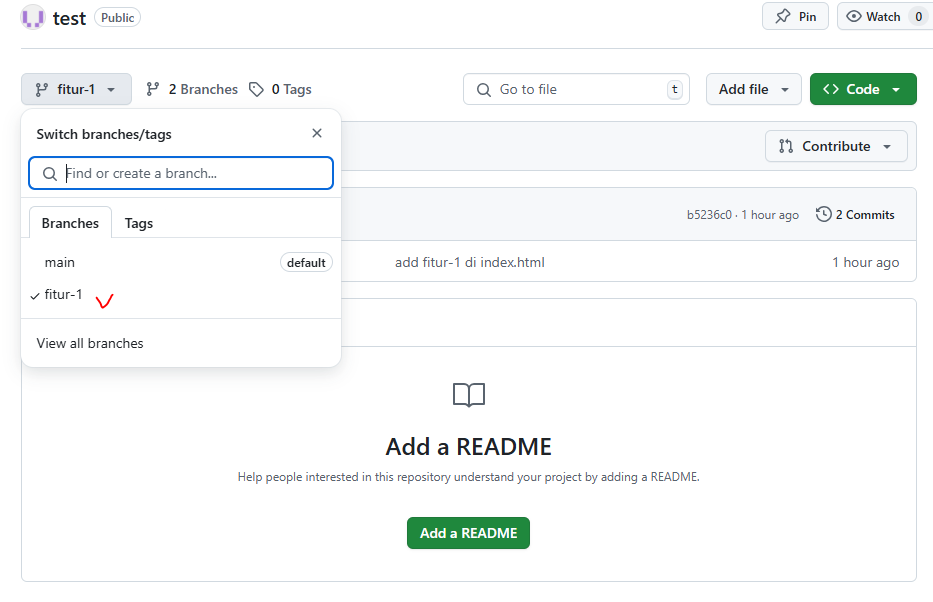 test Public Pin Watch 0
fitur-1 2 Branches 0 Tags Go to file t Add file Code
Switch branches/tags
Contribute
Find or create a branch...
b5236c0 · 1 hour ago 2 Commits
Branches Tags
main default add fitur-1 di index.html 1 hour ago
fitur-1
View all branches
Add a README
Help people interested in this repository understand your project by adding a README.
Add a README